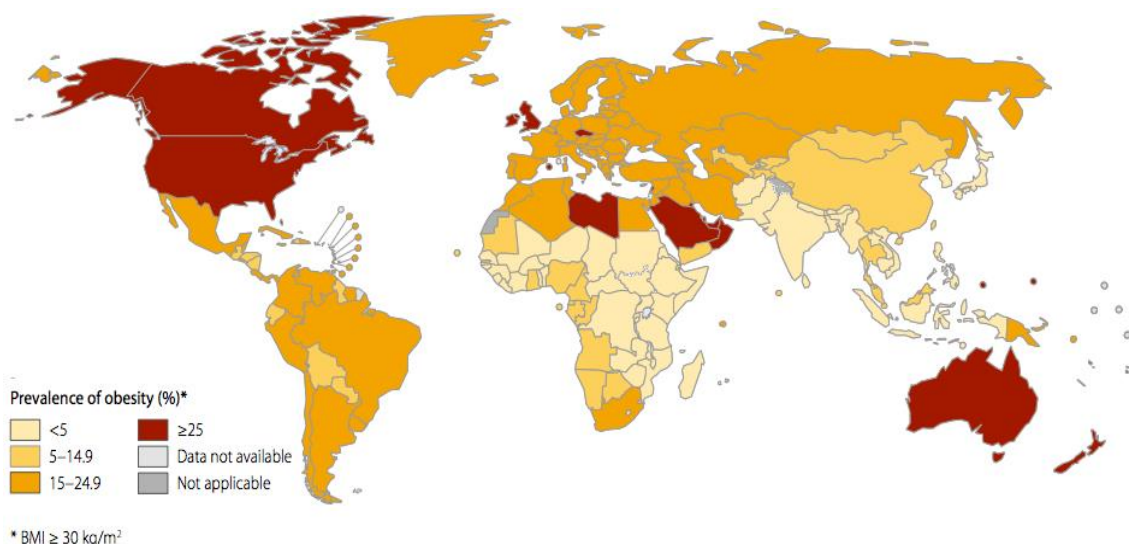 Prevalence of obesity (%)*
<5
5–14.9
15–24.9
≥25
Data not available
Not applicable
* BMI ≥ 30 kg/m²